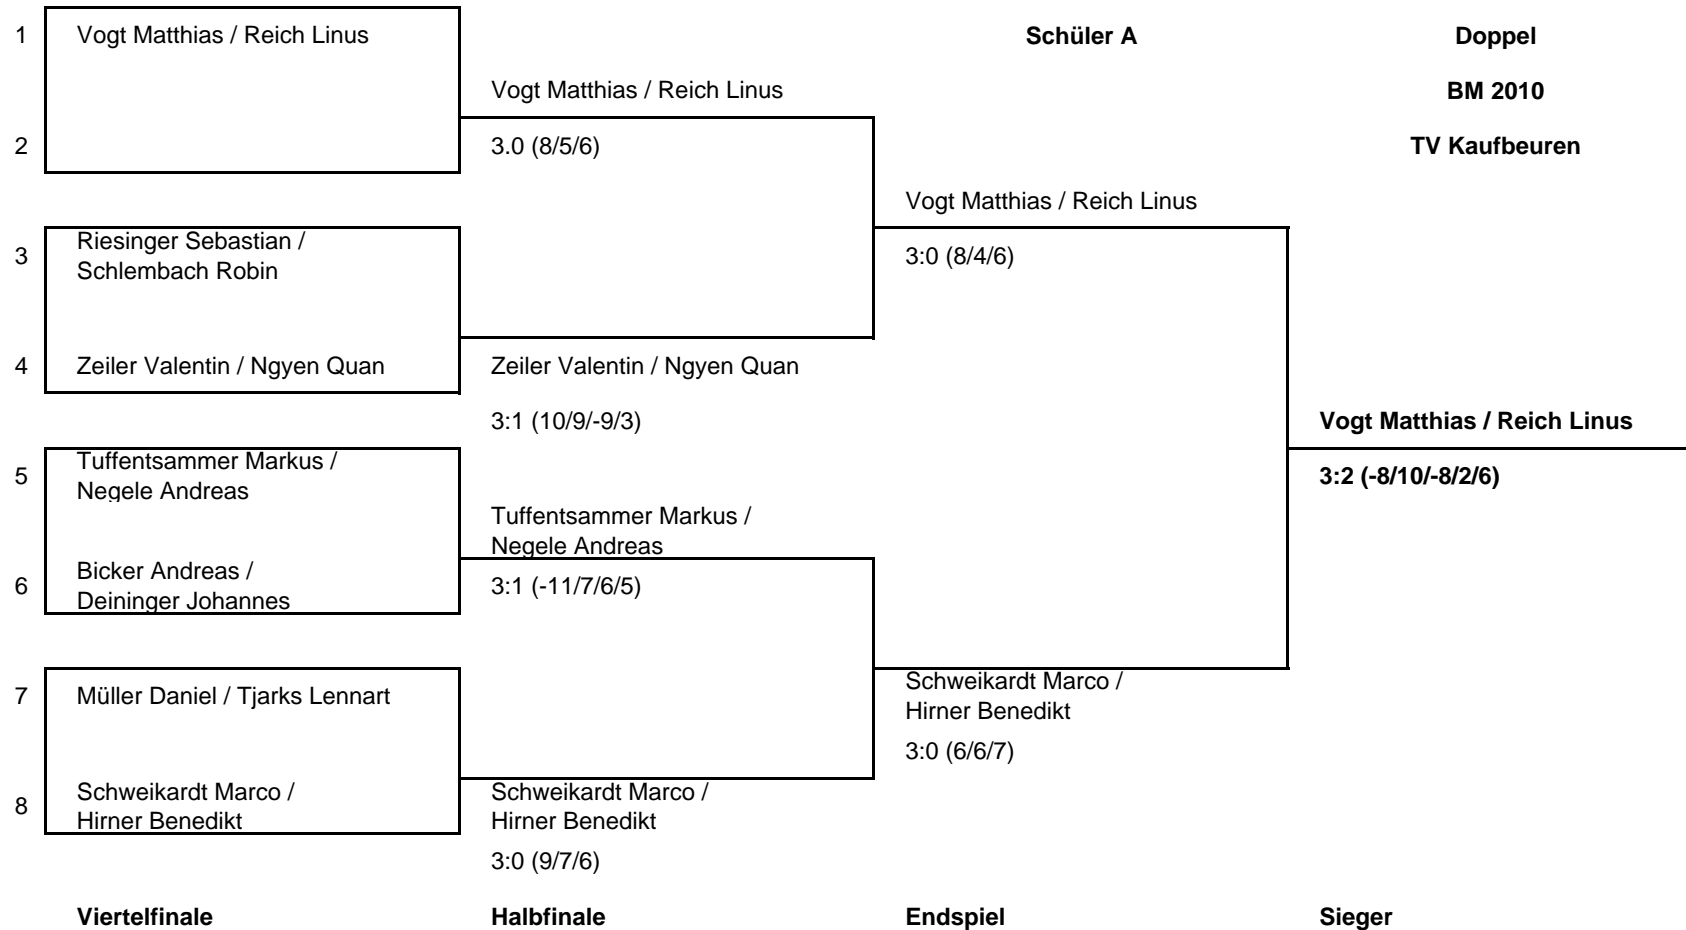 1
Vogt Matthias / Reich Linus
Schüler A
Doppel
Vogt Matthias / Reich Linus
BM 2010
2
3.0 (8/5/6)
TV Kaufbeuren
Vogt Matthias / Reich Linus
3
Riesinger Sebastian /
Schlembach Robin
3:0 (8/4/6)
4
Zeiler Valentin / Ngyen Quan
Zeiler Valentin / Ngyen Quan
3:1 (10/9/-9/3)
Vogt Matthias / Reich Linus
5
Tuffentsammer Markus /
Negele Andreas
3:2 (-8/10/-8/2/6)
Tuffentsammer Markus /
Negele Andreas
6
Bicker Andreas /
Deininger Johannes
3:1 (-11/7/6/5)
7
Müller Daniel / Tjarks Lennart
Schweikardt Marco /
Hirner Benedikt
3:0 (6/6/7)
8
Schweikardt Marco /
Hirner Benedikt
Schweikardt Marco /
Hirner Benedikt
3:0 (9/7/6)
Viertelfinale
Halbfinale
Endspiel
Sieger